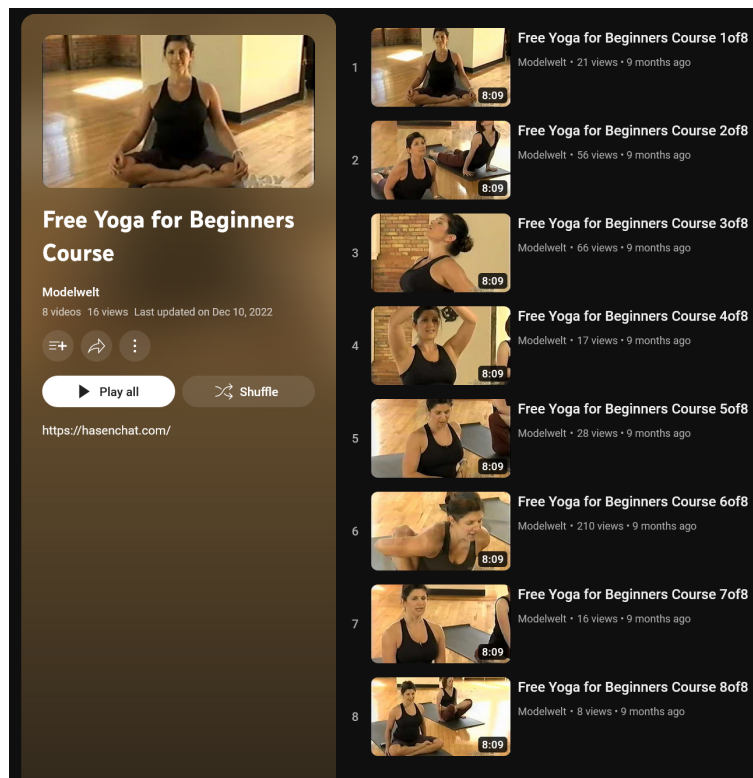 Free Yoga for Beginners
Course
Modelwelt
8 videos 16 views Last updated on Dec 10, 2022
Play all
Shuffle
https://hasenchat.com/
1
8:09
Free Yoga for Beginners Course 1of8
Modelwelt • 21 views • 9 months ago
2
8:09
Free Yoga for Beginners Course 2of8
Modelwelt • 56 views • 9 months ago
3
8:09
Free Yoga for Beginners Course 3of8
Modelwelt • 66 views • 9 months ago
4
8:09
Free Yoga for Beginners Course 4of8
Modelwelt • 17 views • 9 months ago
5
8:09
Free Yoga for Beginners Course 5of8
Modelwelt • 28 views • 9 months ago
6
8:09
Free Yoga for Beginners Course 6of8
Modelwelt • 210 views • 9 months ago
7
8:09
Free Yoga for Beginners Course 7of8
Modelwelt • 16 views • 9 months ago
8
8:09
Free Yoga for Beginners Course 8of8
Modelwelt • 8 views • 9 months ago